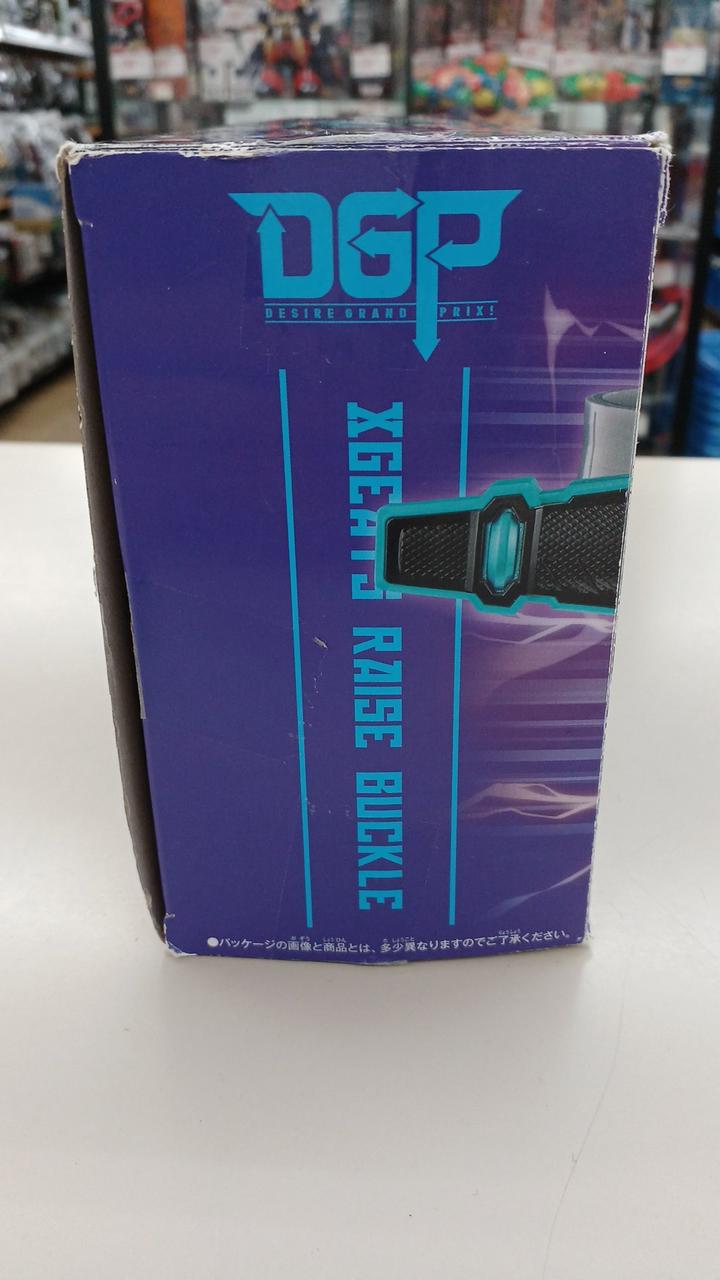 DGP
DESIRE GRAND PRIX!
XGEATS RAISE BUCKLE
●パッケージの画像と商品とは、多少異なりますのでご了承ください。